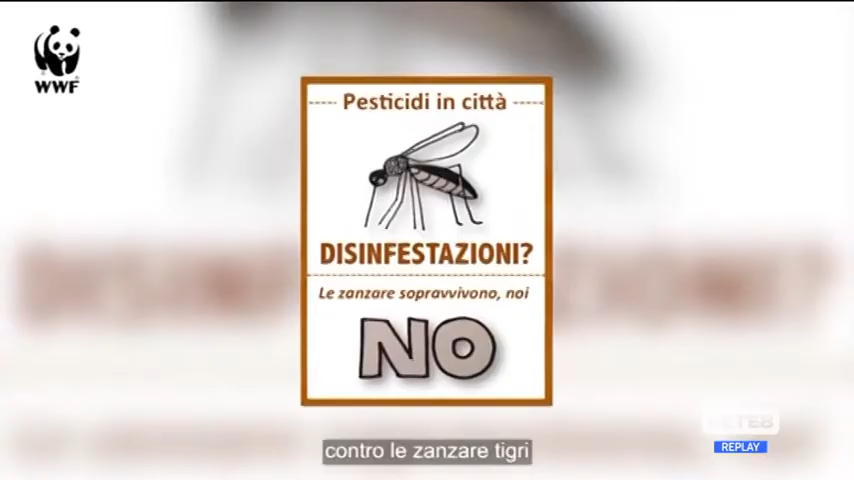 WWF
Pesticidi in città
DISINFESTAZIONI?
Le zanzare sopravvivono, noi
NO
contro le zanzare tigri
REPLAY